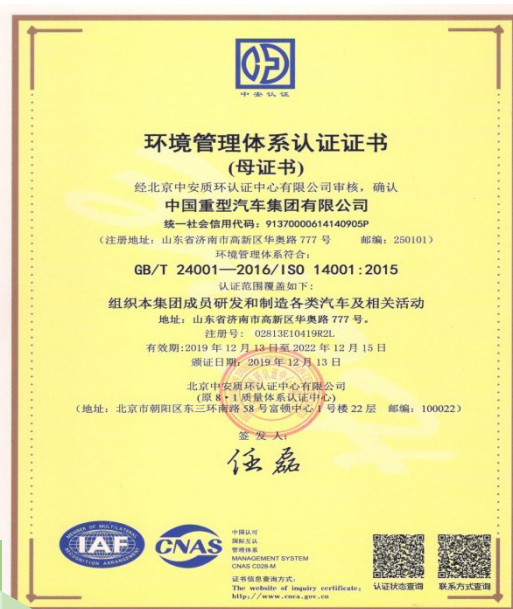 中安认证
环境管理体系认证证书
(母证书)
经北京中安质环认证中心有限公司审核，确认
中国重型汽车集团有限公司
统一社会信用代码：91370000614140905P
（注册地址：山东省济南市高新区华奥路 777 号 邮编：250101）
环境管理体系符合：
GB/T 24001—2016/ISO 14001:2015
认证范围覆盖如下：
组织本集团成员研发和制造各类汽车及相关活动
地址：山东省济南市高新区华奥路 777 号。
注册号： 02813E10419R2L
有效期：2019 年 12 月 13 日至 2022 年 12 月 15 日
颁证日期：2019 年 12 月 13 日
北京中安质环认证中心有限公司
(原 8·1 质量体系认证中心)
（地址：北京市朝阳区东三环南路 58 号富顿中心 1 号楼 22 层 邮编：100022）
签 发 人：
任磊
MEMBER OF MULTILATERAL
IAF
RECOGNITION ARRANGEMENT
CNAS
中国认可
国际互认
管理体系
MANAGEMENT SYSTEM
CNAS C028-M
证书信息查询方式：
The website of inquiry certificate:
http://www.cnca.gov.cn
认证状态查询
联系方式查询